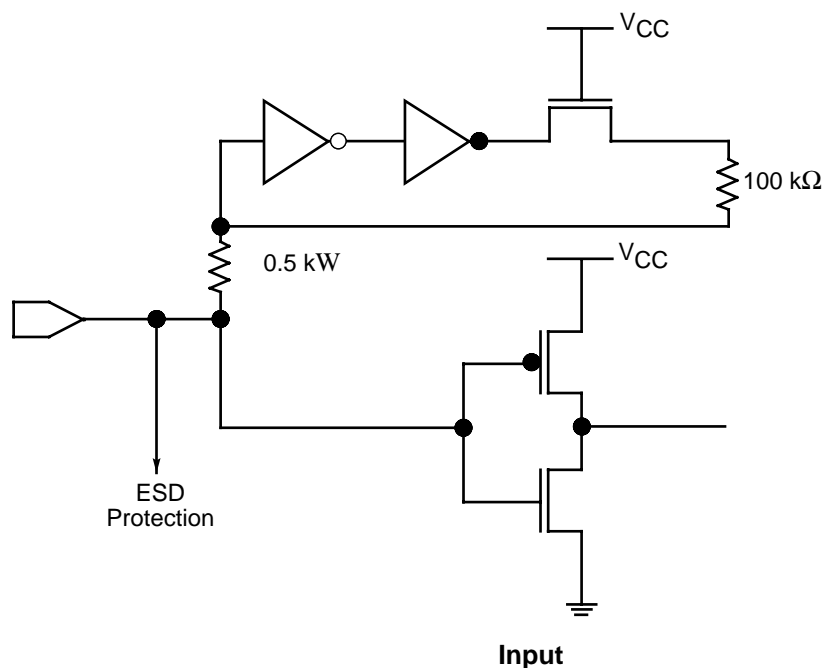 VCC
100 kΩ
0.5 kW
VCC
ESD
Protection
Input